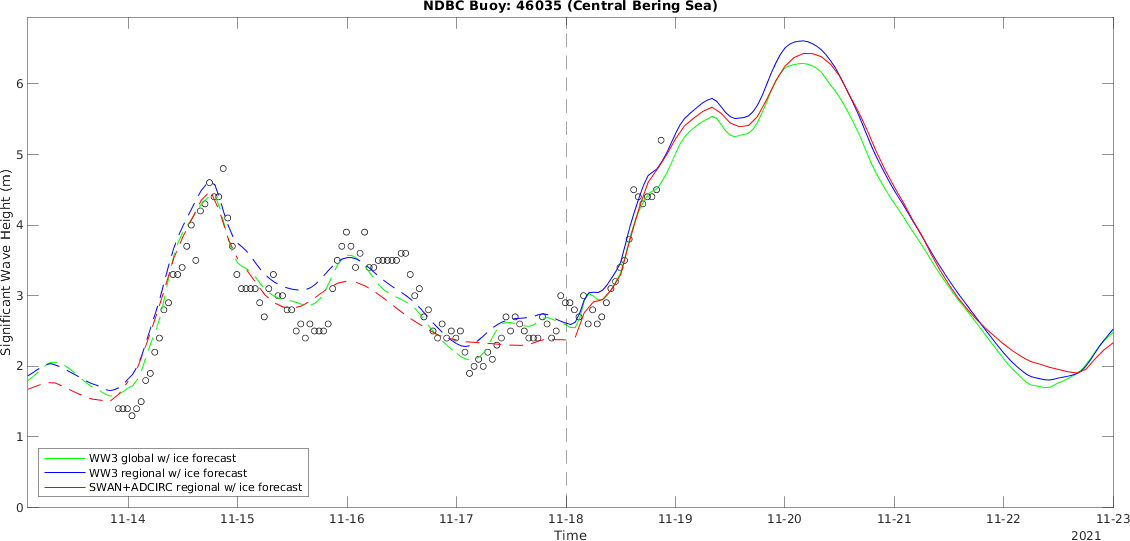 NDBC Buoy: 46035 (Central Bering Sea)
Significant Wave Height (m)
6
5
4
3
2
1
0
WW3 global w/ ice forecast
WW3 regional w/ ice forecast
SWAN+ADCIRC regional w/ ice forecast
11-14 11-15 11-16 11-17 11-18 11-19 11-20 11-21 11-22 11-23
Time
2021